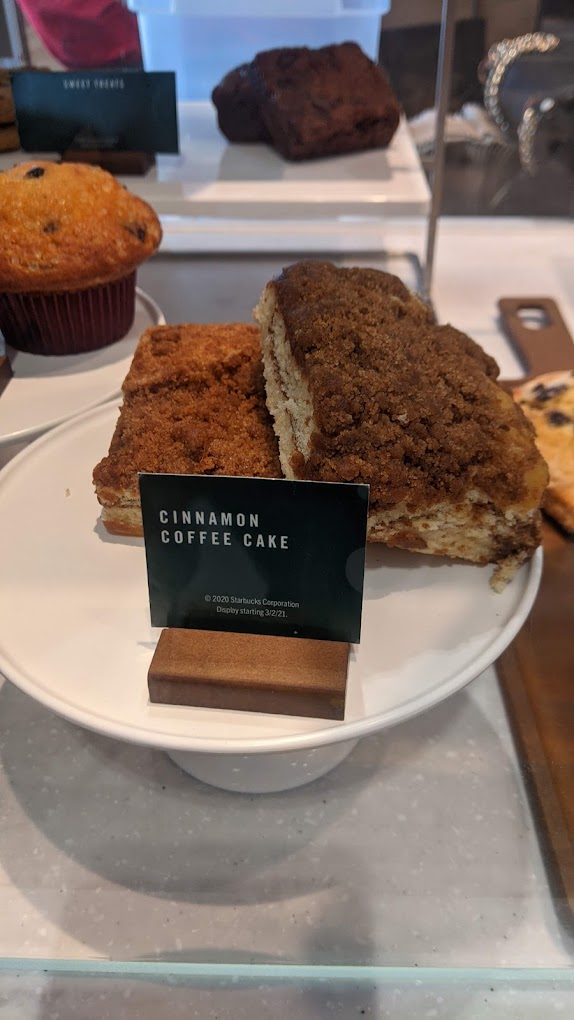 SWEET TREATS
CINNAMON
COFFEE CAKE
© 2020 Starbucks Corporation
Display starting 3/2/21.